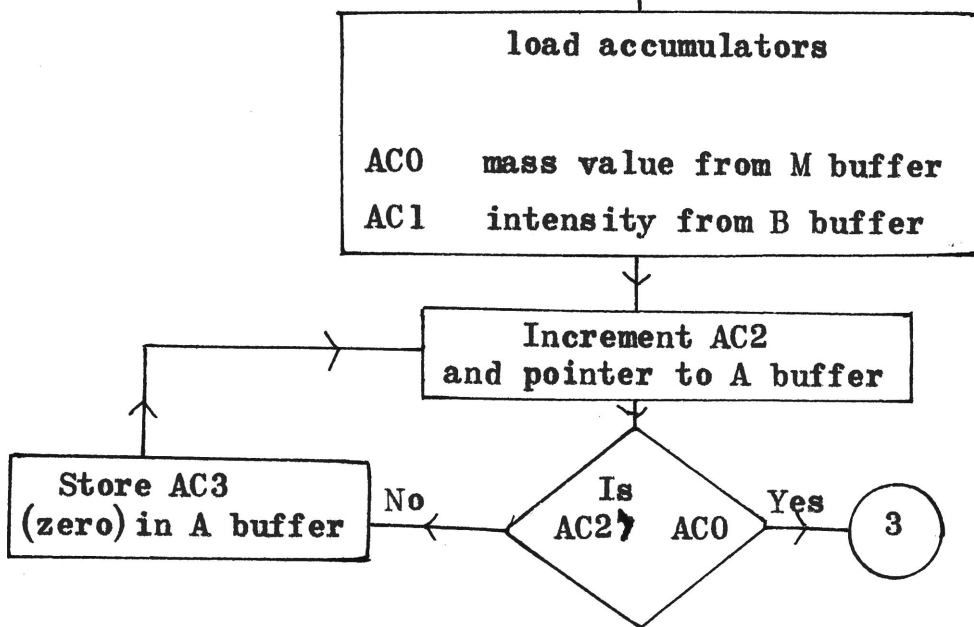 load accumulators
AC0 mass value from M buffer
AC1 intensity from B buffer
Increment AC2
and pointer to A buffer
Store AC3
(zero) in A buffer
No
Is
AC2 AC0
Yes
3